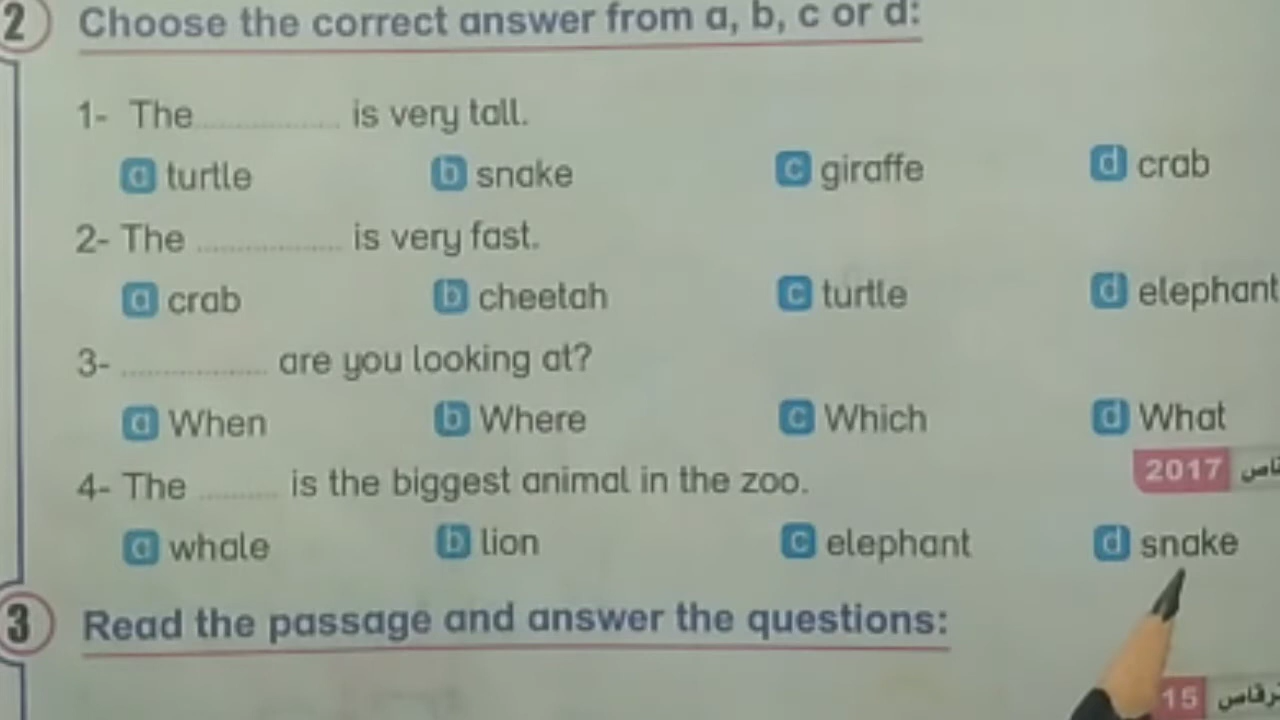 2 Choose the correct answer from a, b, c or d:
1- The .............. is very tall.
a turtle b snake c giraffe d crab
2- The .............. is very fast.
a crab b cheetah c turtle d elephant
3- .............. are you looking at?
a When b Where c Which d What
4- The ........ is the biggest animal in the zoo.
2017
a whale b lion c elephant d snake
3 Read the passage and answer the questions:
15